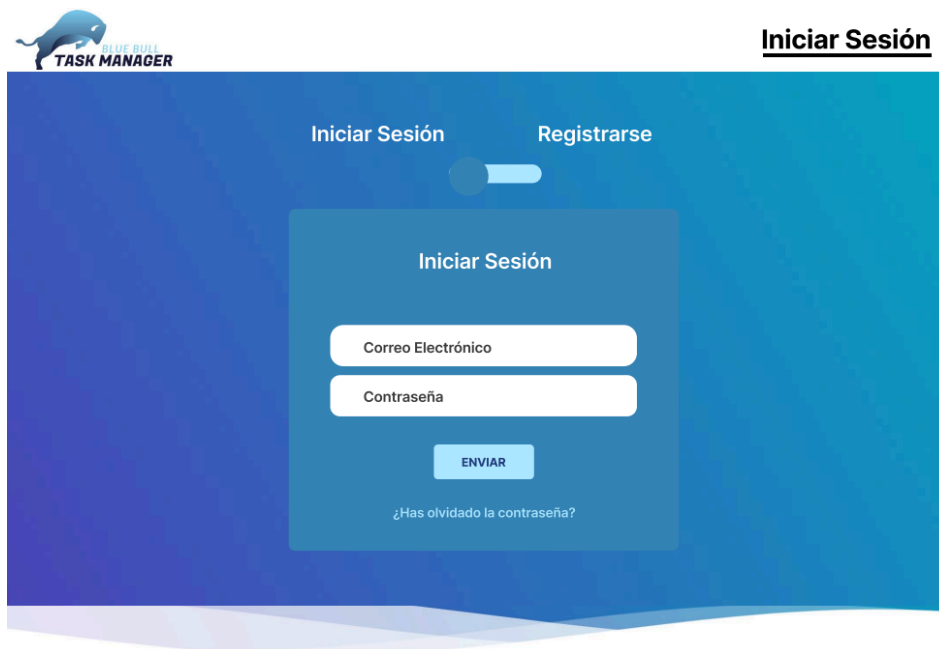 BLUE BULL
TASK MANAGER
Iniciar Sesión
Iniciar Sesión
Registrarse
Iniciar Sesión
Correo Electrónico
Contraseña
ENVIAR
¿Has olvidado la contraseña?